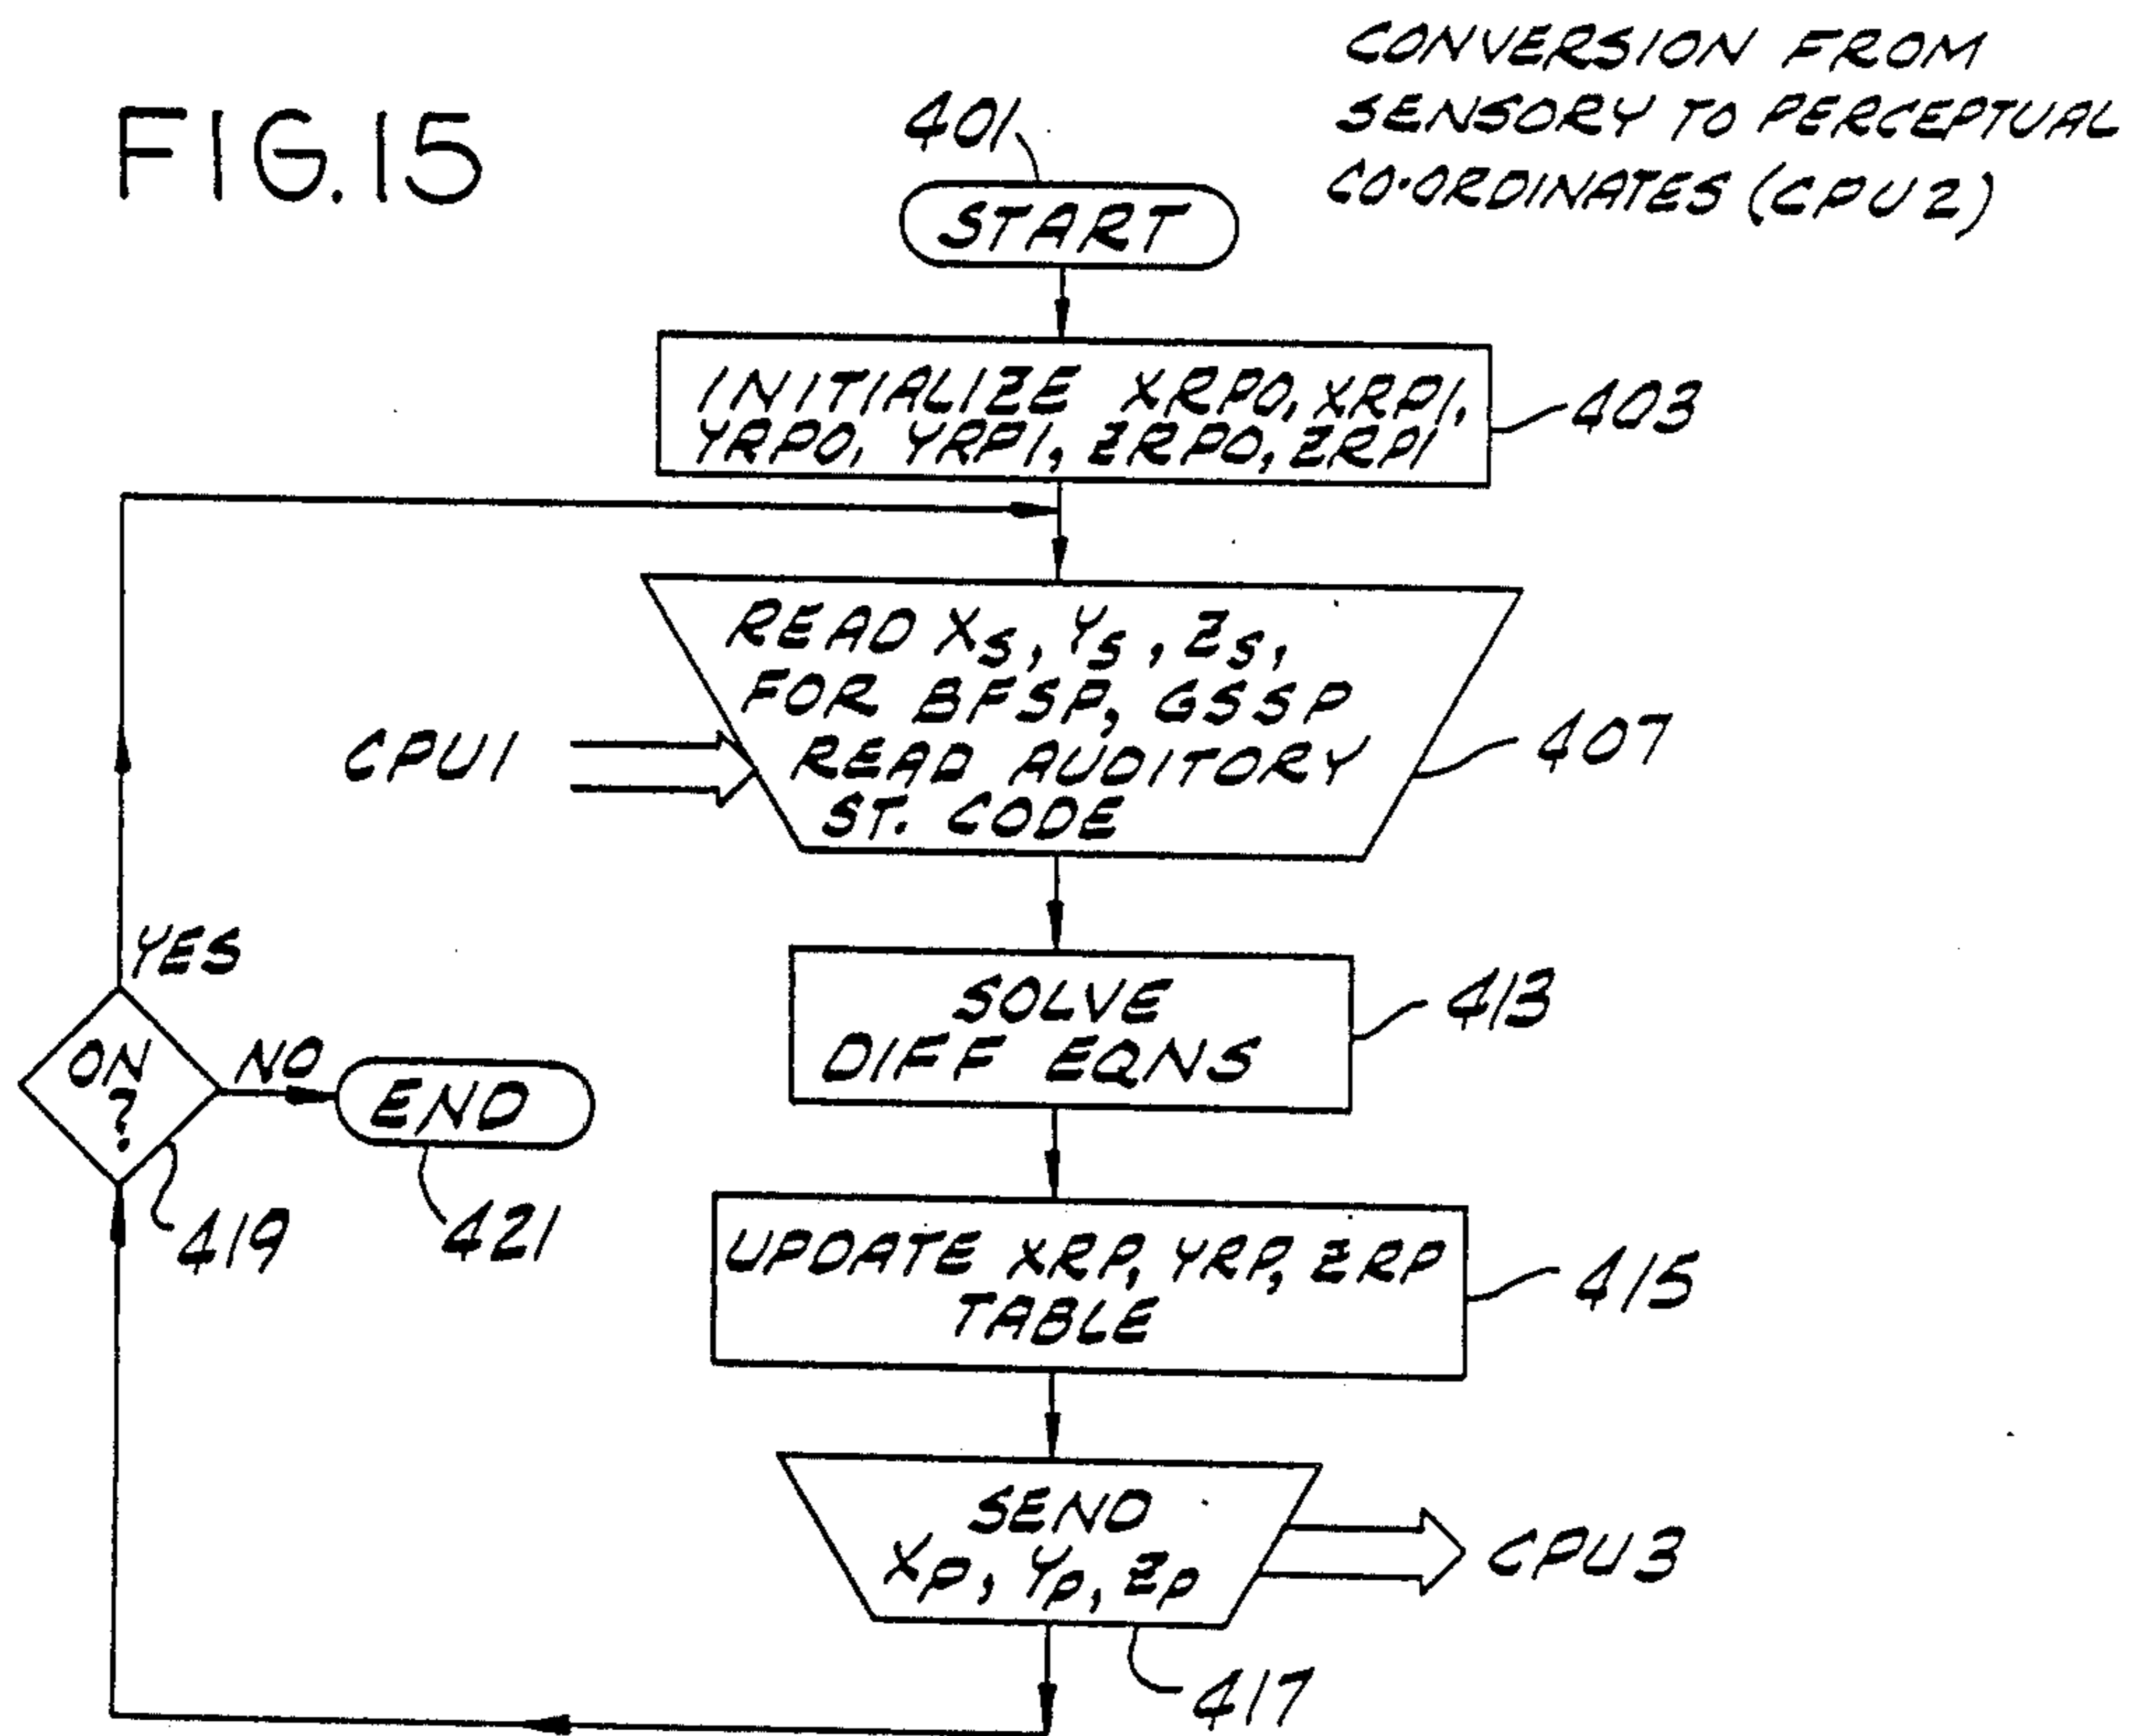 FIG.15
CONVERSION FROM
SENSORY TO PERCEPTUAL
CO-ORDINATES (CPU 2)
401
START
INITIALIZE XRP0, XRP1,
YRP0, YRP1, ZRP0, ZRP1
403
READ Xs, Ys, Zs,
FOR BFSP, GSSP
READ AUDITORY
ST. CODE
407
CPU1
SOLVE
DIFF EQNS
413
YES
ON
?
NO
END
419
421
UPDATE XRP, YRP, ZRP
TABLE
415
SEND
Xp, Yp, Zp
CPU3
417